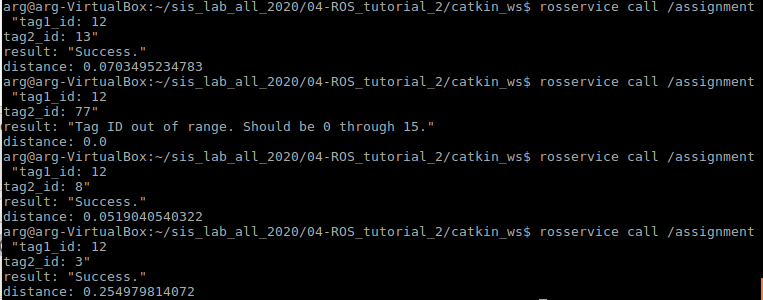 arg@arg-VirtualBox:~/sis_lab_all_2020/04-ROS_tutorial_2/catkin_ws$ rosservice call /assignment
 "tag1_id: 12
tag2_id: 13"
result: "Success."
distance: 0.0703495234783
arg@arg-VirtualBox:~/sis_lab_all_2020/04-ROS_tutorial_2/catkin_ws$ rosservice call /assignment
 "tag1_id: 12
tag2_id: 77"
result: "Tag ID out of range. Should be 0 through 15."
distance: 0.0
arg@arg-VirtualBox:~/sis_lab_all_2020/04-ROS_tutorial_2/catkin_ws$ rosservice call /assignment
 "tag1_id: 12
tag2_id: 8"
result: "Success."
distance: 0.0519040540322
arg@arg-VirtualBox:~/sis_lab_all_2020/04-ROS_tutorial_2/catkin_ws$ rosservice call /assignment
 "tag1_id: 12
tag2_id: 3"
result: "Success."
distance: 0.254979814072